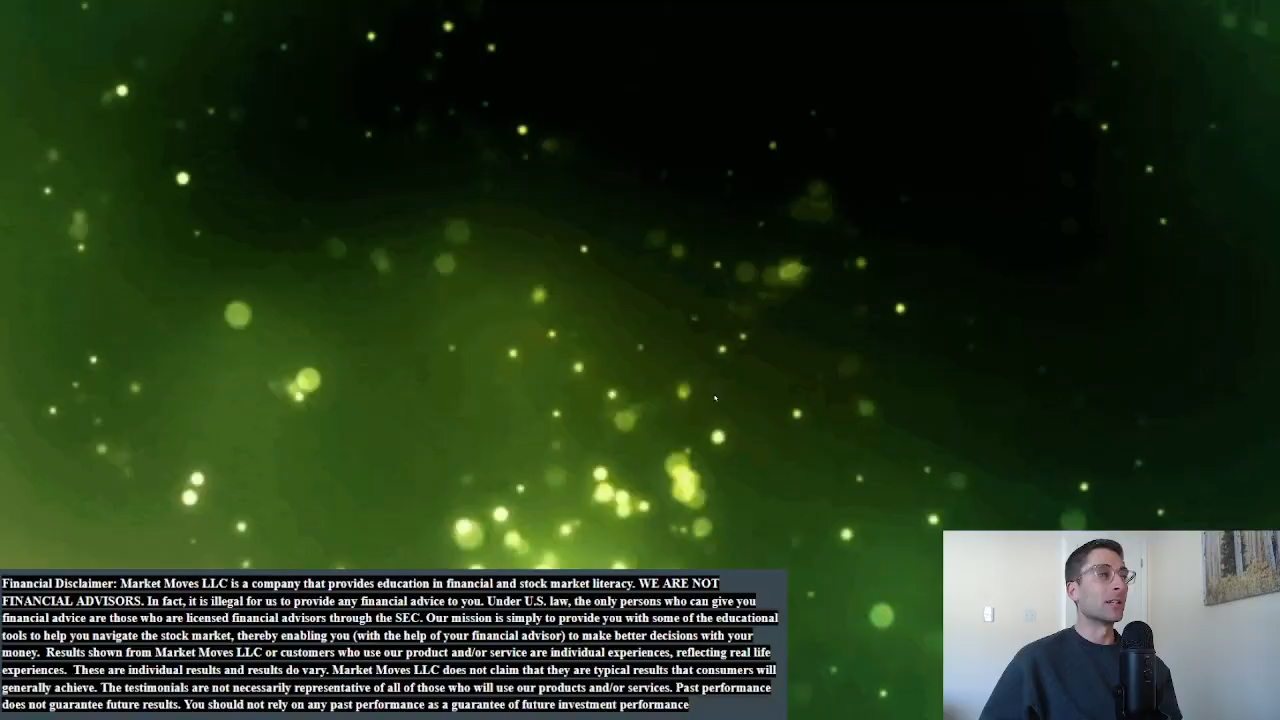 Financial Disclaimer: Market Moves LLC is a company that provides education in financial and stock market literacy. WE ARE NOT
FINANCIAL ADVISORS. In fact, it is illegal for us to provide any financial advice to you. Under U.S. law, the only persons who can give you
financial advice are those who are licensed financial advisors through the SEC. Our mission is simply to provide you with some of the educational
tools to help you navigate the stock market, thereby enabling you (with the help of your financial advisor) to make better decisions with your
money. Results shown from Market Moves LLC or customers who use our product and/or service are individual experiences, reflecting real life
experiences. These are individual results and results do vary. Market Moves LLC does not claim that they are typical results that consumers will
generally achieve. The testimonials are not necessarily representative of all of those who will use our products and/or services. Past performance
does not guarantee future results. You should not rely on any past performance as a guarantee of future investment performance